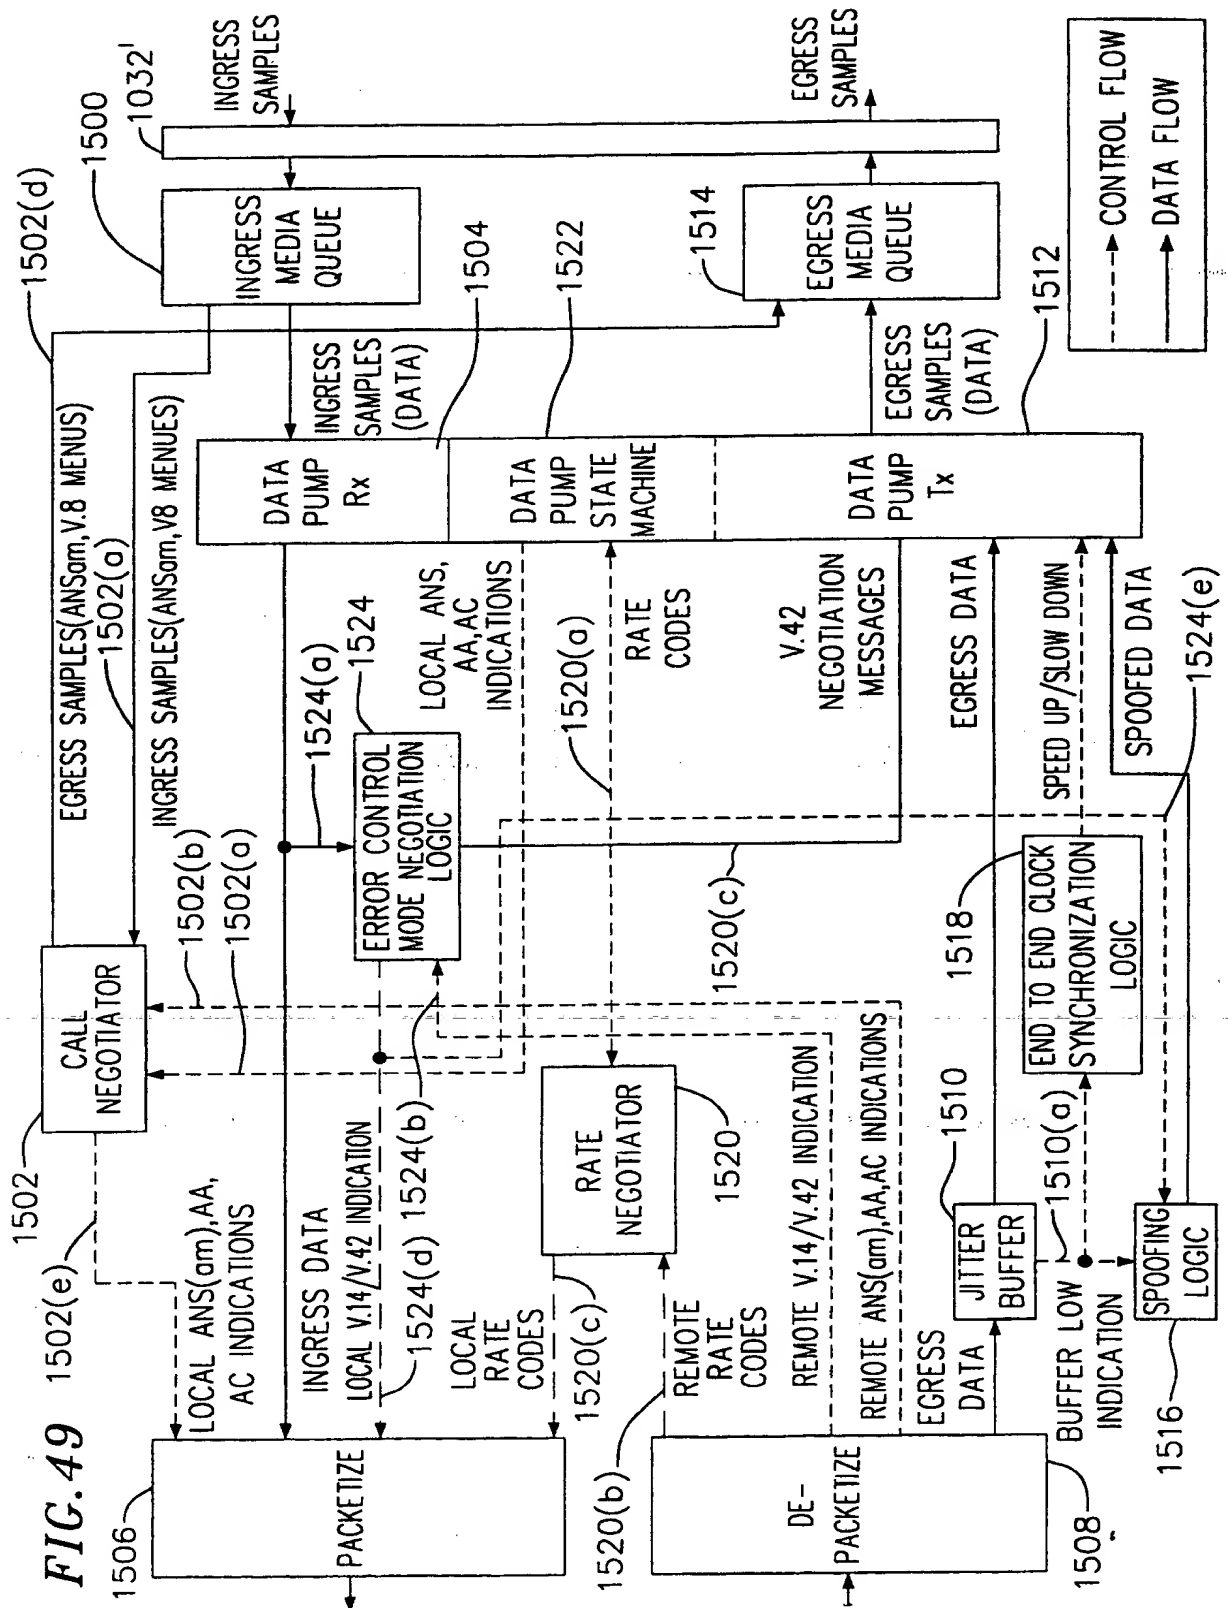 FIG. 49
1502(d)
1500
1032'
INGRESS
SAMPLES
INGRESS
MEDIA
QUEUE
EGRESS SAMPLES(ANSam,V.8 MENUS)
1502(a)
INGRESS SAMPLES(ANSam,V8 MENUES)
INGRESS
SAMPLES
(DATA)
1504
1522
1514
EGRESS
MEDIA
QUEUE
EGRESS
SAMPLES
EGRESS
SAMPLES
(DATA)
1512
CONTROL FLOW
DATA FLOW
DATA
PUMP
Rx
DATA
PUMP
STATE
MACHINE
DATA
PUMP
Tx
1502
CALL
NEGOTIATOR
1502(b)
1502(a)
1502(e)
LOCAL ANS(am),AA,
AC INDICATIONS
1524(a)
1524
ERROR CONTROL
MODE NEGOTIATION
LOGIC
LOCAL ANS,
AA,AC
INDICATIONS
1520(a)
RATE
CODES
V.42
NEGOTIATION
MESSAGES
1520(c)
EGRESS DATA
SPEED UP/SLOW DOWN
SPOOFED DATA
1524(e)
1518
END TO END CLOCK
SYNCHRONIZATION
LOGIC
INGRESS DATA
LOCAL V.14/V.42 INDICATION
1524(d)
1524(b)
LOCAL
RATE
CODES
1520(c)
RATE
NEGOTIATOR
1520
1520(b)
REMOTE
RATE
CODES
REMOTE V.14/V.42 INDICATION
REMOTE ANS(am),AA,AC INDICATIONS
EGRESS
DATA
1510
JITTER
BUFFER
1510(a)
BUFFER LOW
INDICATION
SPOOFING
LOGIC
1516
1506
PACKETIZE
DE-
PACKETIZE
1508